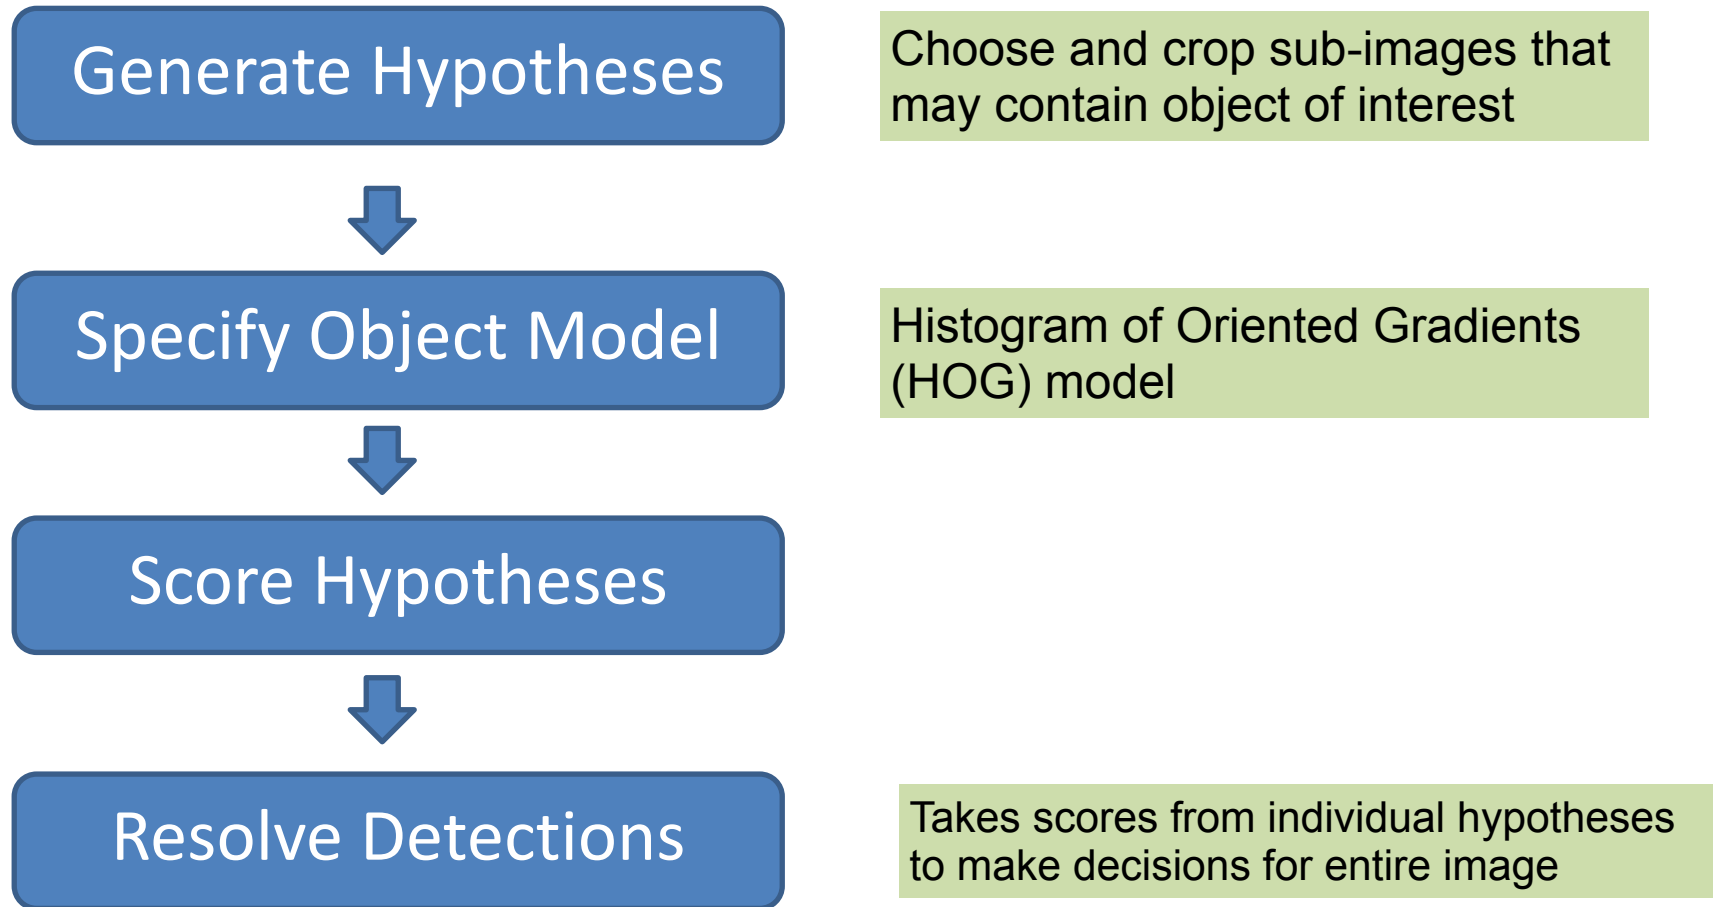 Generate Hypotheses
Choose and crop sub-images that
may contain object of interest
Specify Object Model
Histogram of Oriented Gradients
(HOG) model
Score Hypotheses
Resolve Detections
Takes scores from individual hypotheses
to make decisions for entire image